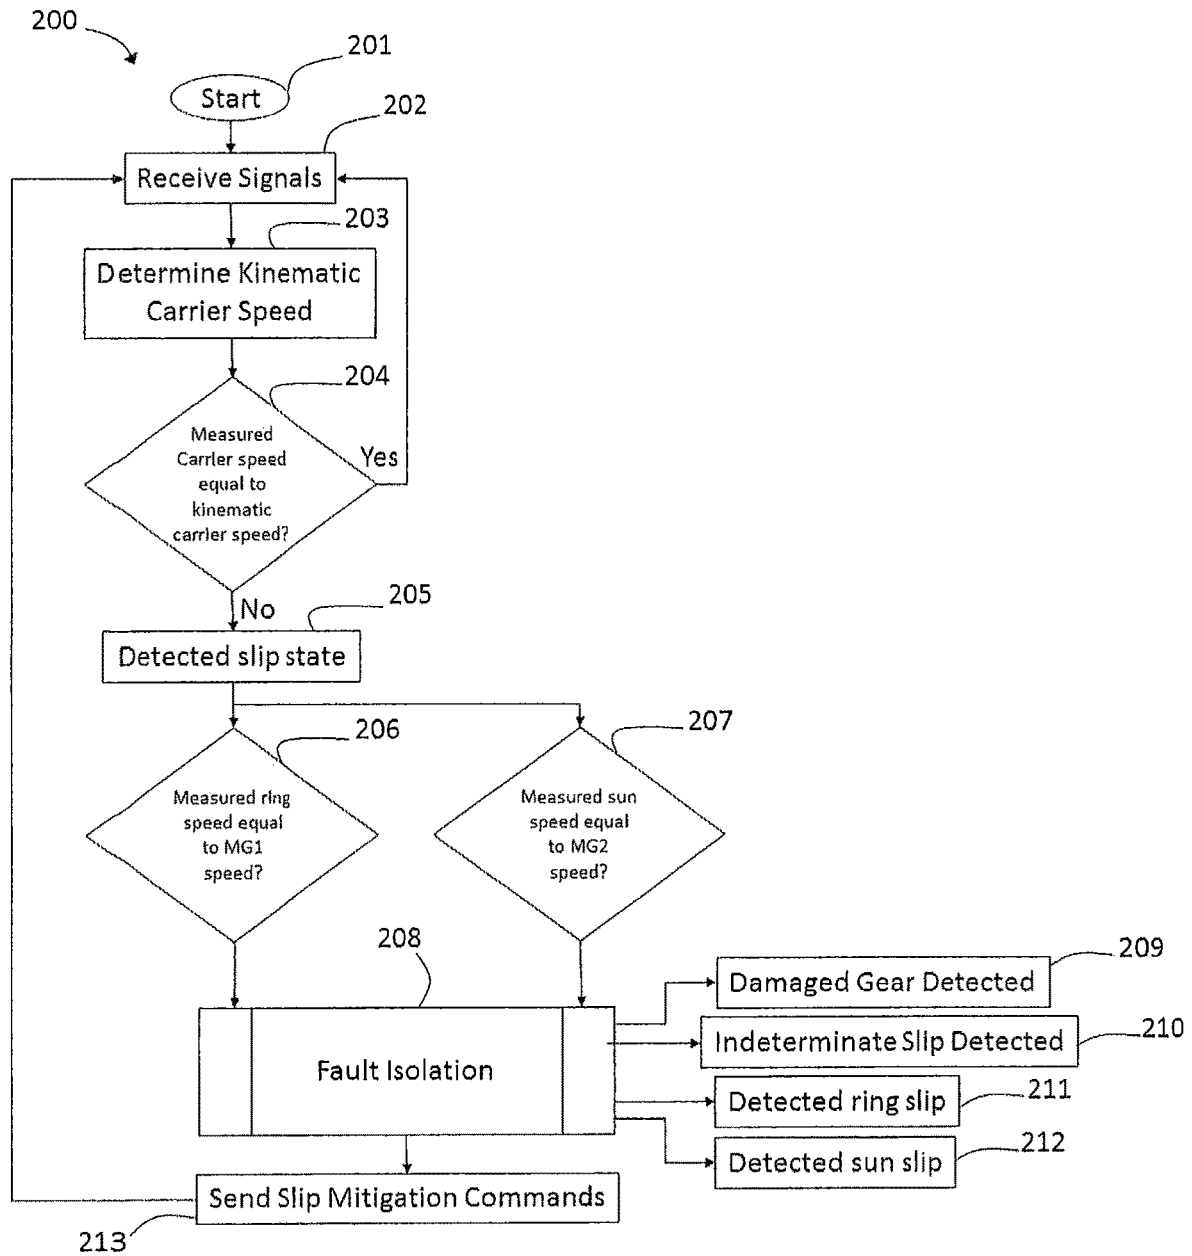 200
201
Start
202
Receive Signals
203
Determine Kinematic
Carrier Speed
204
Measured
Carrier speed
equal to
kinematic
carrier speed?
Yes
No
205
Detected slip state
206
207
Measured ring
speed equal
to MG1
speed?
Measured sun
speed equal
to MG2
speed?
208
Fault Isolation
209
Damaged Gear Detected
210
Indeterminate Slip Detected
211
Detected ring slip
212
Detected sun slip
Send Slip Mitigation Commands
213